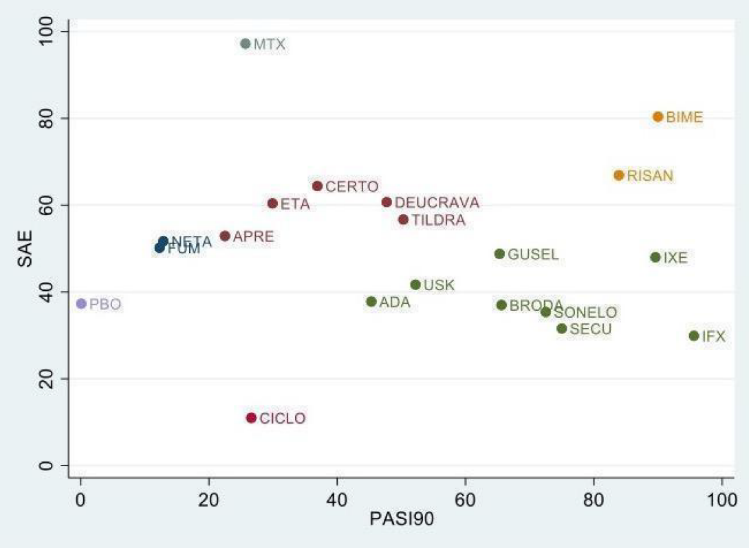 100
MTX
80
BIME
RISAN
CERTO
60
ETA
DEUCRAVA
TILDRA
SAE
NETA
APRE
FUM
GUSEL
IXE
40
USK
PBO
ADA
BRODA
SONELO
SECU
IFX
20
CICLO
0
0 20 40 60 80 100
PASI90